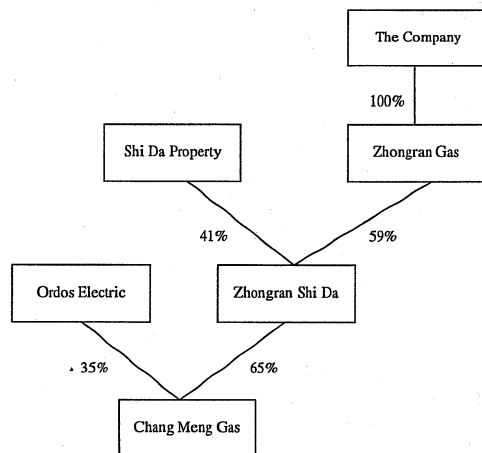 The Company
100%
Shi Da Property
Zhongran Gas
41%
59%
Ordos Electric
Zhongran Shi Da
35%
65%
Chang Meng Gas